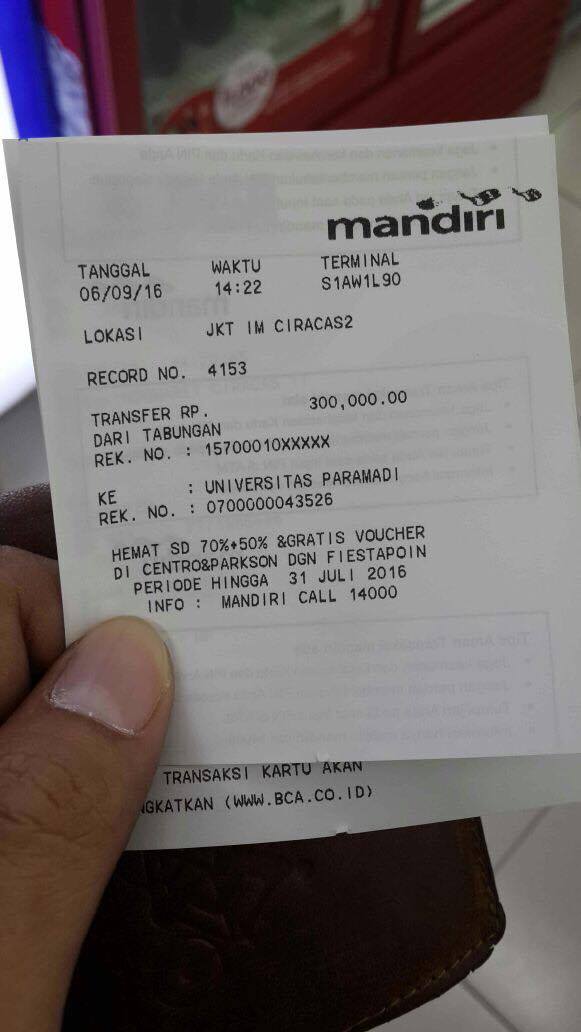 mandiri
TANGGAL WAKTU TERMINAL
06/09/16 14:22 S1AW1L90
LOKASI JKT IM CIRACAS2
RECORD NO. 4153
TRANSFER RP. 300,000.00
DARI TABUNGAN
REK. NO. : 15700010XXXXX
KE : UNIVERSITAS PARAMADI
REK. NO. : 0700000043526
HEMAT SD 70%+50% &GRATIS VOUCHER
DI CENTRO&PARKSON DGN FIESTAPOIN
PERIODE HINGGA 31 JULI 2016
INFO : MANDIRI CALL 14000
TRANSAKSI KARTU AKAN
NGKATKAN (WWW.BCA.CO.ID)